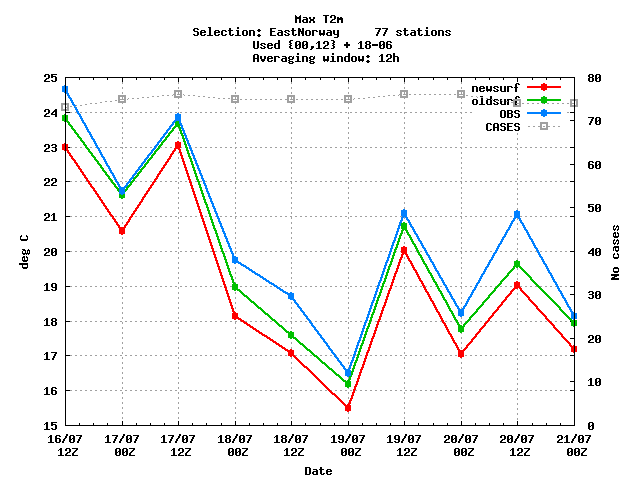 Max T2m
Selection: EastNorway 77 stations
Used {00,12} + 18-06
Averaging window: 12h
25
24
23
22
21
20
19
18
17
16
15
deg C
80
70
60
50
40
30
20
10
0
No cases
newsurf
oldsurf
OBS
CASES
16/07 17/07 17/07 18/07 18/07 19/07 19/07 20/07 20/07 21/07
12Z 00Z 12Z 00Z 12Z 00Z 12Z 00Z 12Z 00Z
Date